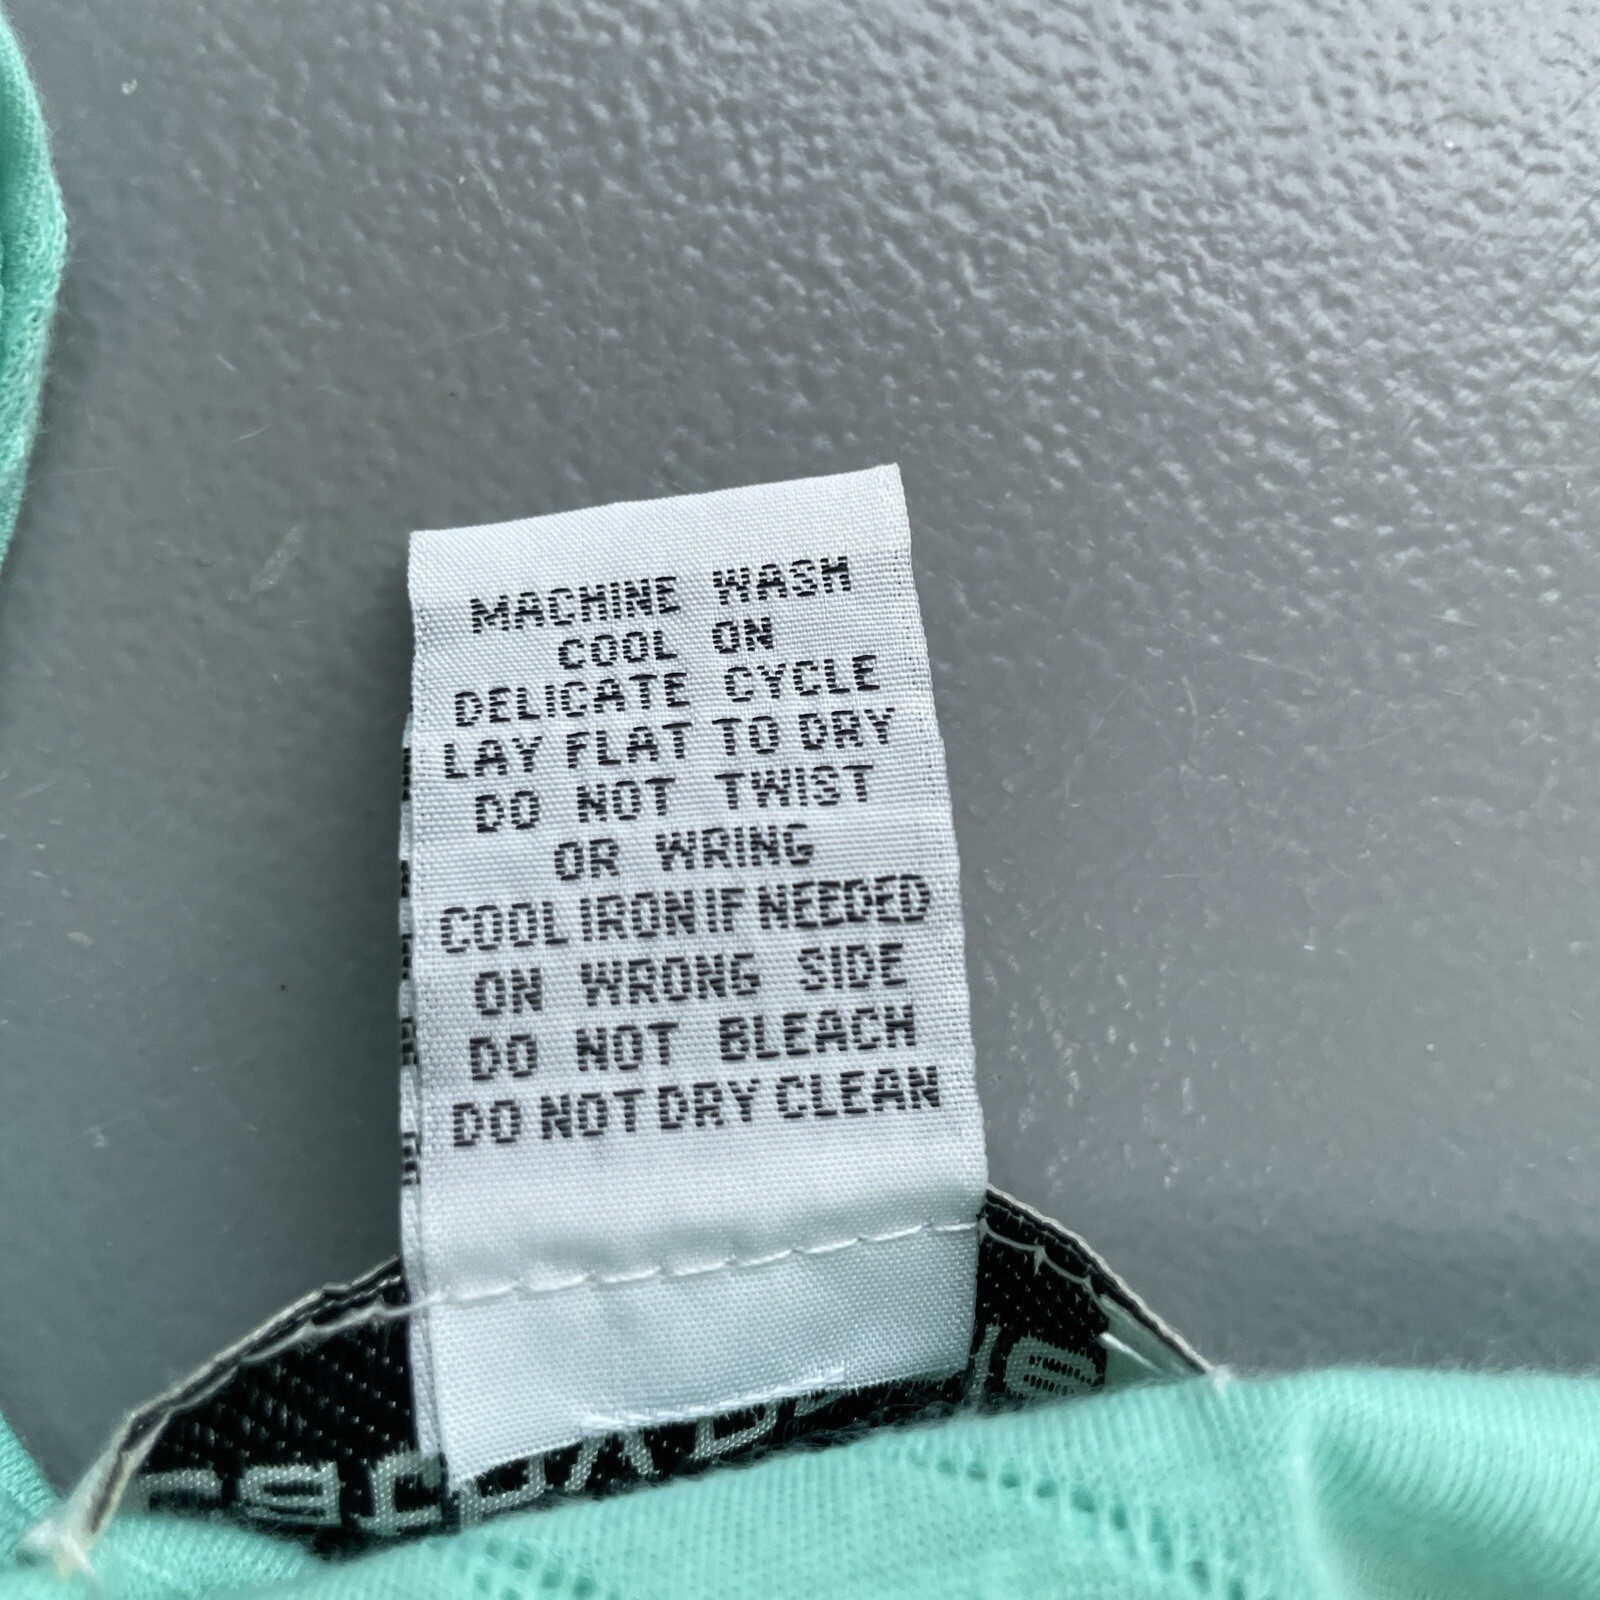 MACHINE WASH
COOL ON
DELICATE CYCLE
LAY FLAT TO DRY
DO NOT TWIST
OR WRING
COOL IRON IF NEEDED
ON WRONG SIDE
DO NOT BLEACH
DO NOT DRY CLEAN